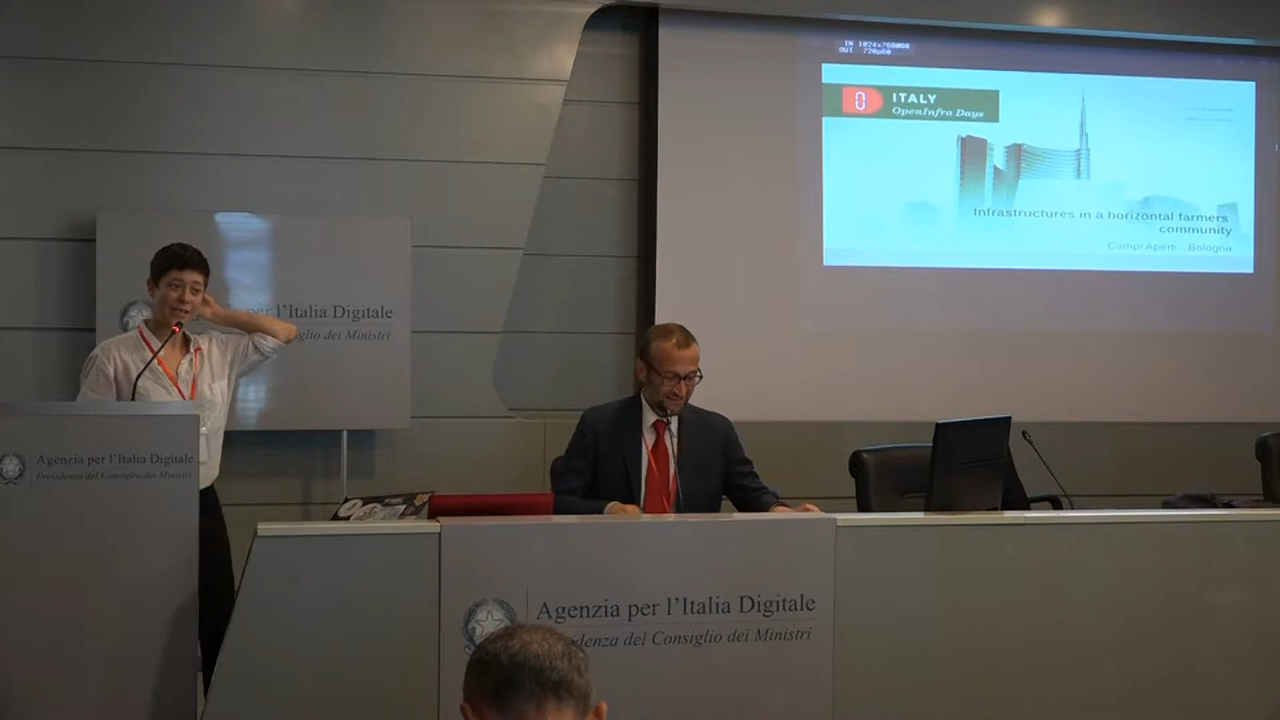 IN 1024x768@60
OUT 720p60
ITALY
OpenInfra Days
Infrastructures in a horizontal farmers
community
Campi Aperti - Bologna
per l'Italia Digitale
Consiglio dei Ministri
Agenzia per l'Italia Digitale
Presidenza del Consiglio dei Ministri
Agenzia per l'Italia Digitale
del Consiglio dei Ministri